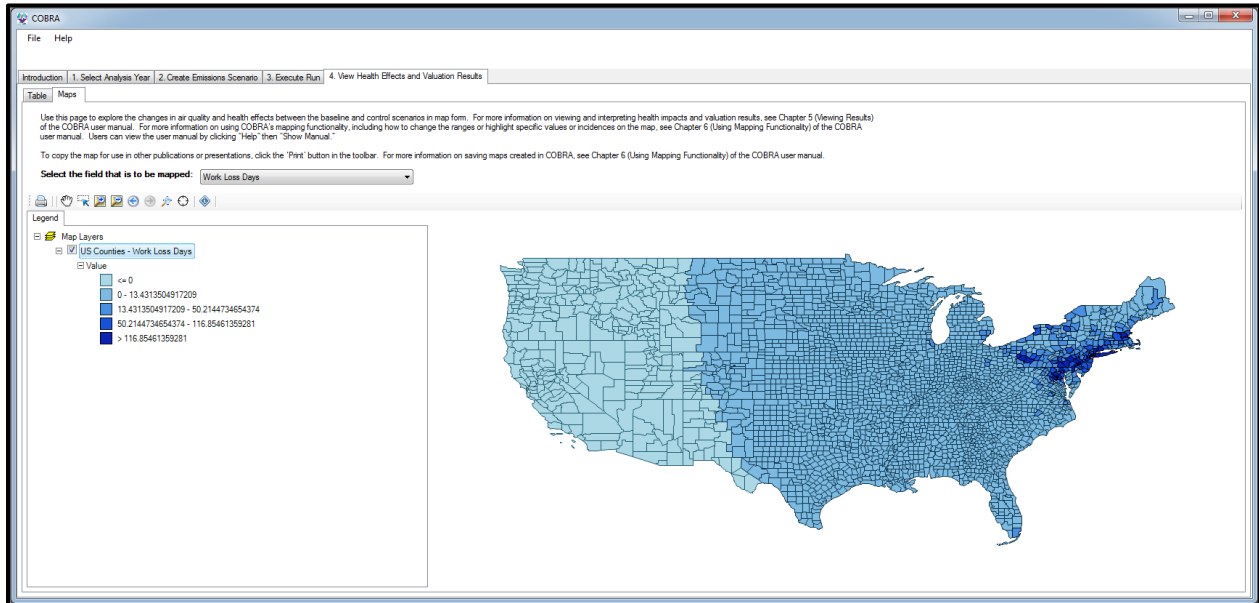 COBRA
File Help
Introduction 1. Select Analysis Year 2. Create Emissions Scenario 3. Execute Run 4. View Health Effects and Valuation Results
Table Maps
Use this page to explore the changes in air quality and health effects between the baseline and control scenarios in map form. For more information on viewing and interpreting health impacts and valuation results, see Chapter 5 (Viewing Results)
of the COBRA user manual. For more information on using COBRA's mapping functionality, including how to change the ranges or highlight specific values or incidences on the map, see Chapter 6 (Using Mapping Functionality) of the COBRA
user manual. Users can view the user manual by clicking "Help" then "Show Manual."
To copy the map for use in other publications or presentations, click the 'Print' button in the toolbar. For more information on saving maps created in COBRA, see Chapter 6 (Using Mapping Functionality) of the COBRA user manual.
Select the field that is to be mapped: Work Loss Days
Legend
Map Layers
US Counties - Work Loss Days
Value
<= 0
0 - 13.4313504917209
13.4313504917209 - 50.2144734654374
50.2144734654374 - 116.85461359281
> 116.85461359281